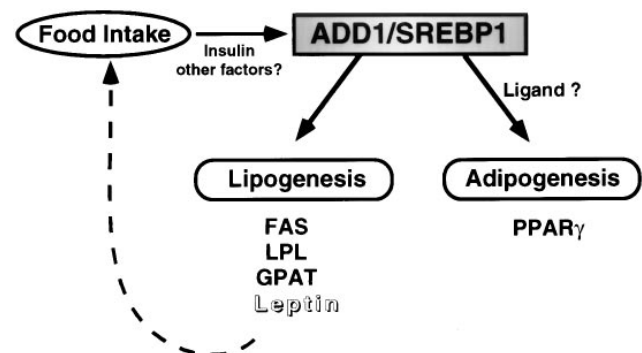 Food Intake
Insulin
other factors?
ADD1/SREBP1
Ligand ?
Lipogenesis
Adipogenesis
FAS
LPL
GPAT
Leptin
PPARγ